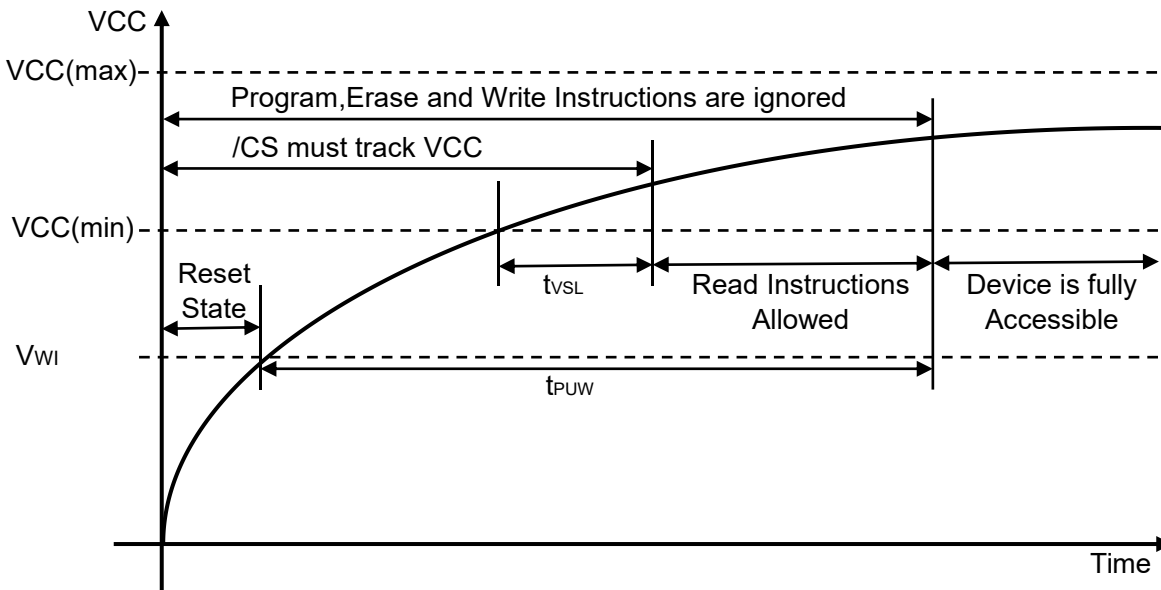 VCC
VCC(max)
Program,Erase and Write Instructions are ignored
/CS must track VCC
VCC(min)
Reset
State
tVSL
Read Instructions
Allowed
Device is fully
Accessible
VWI
tPUW
Time